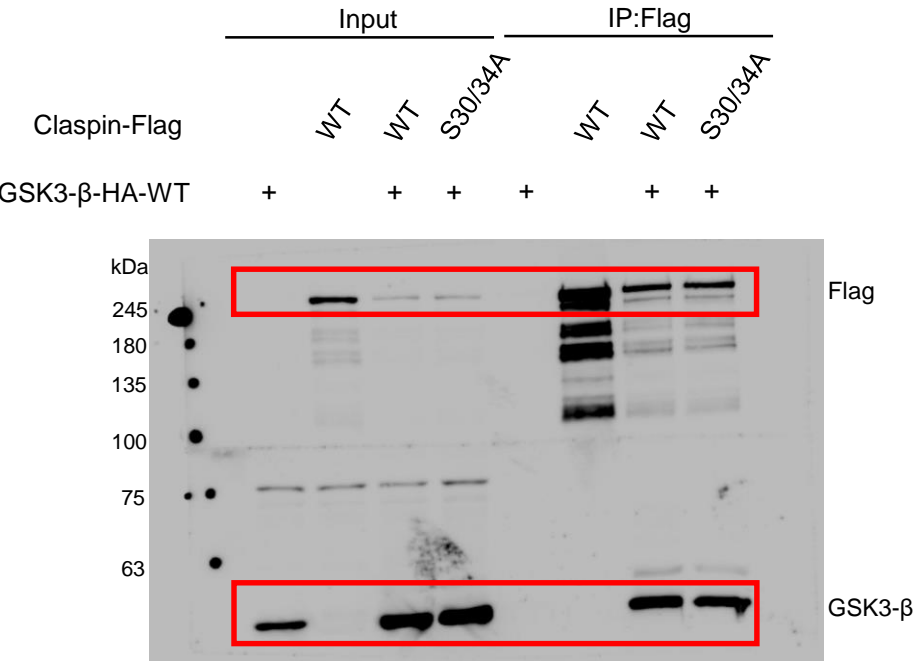 Input IP:Flag
Claspin-Flag WT WT S30/34A WT WT S30/34A
GSK3-β-HA-WT + + + + + +
kDa
Flag
245
180
135
100
75
63
GSK3-β